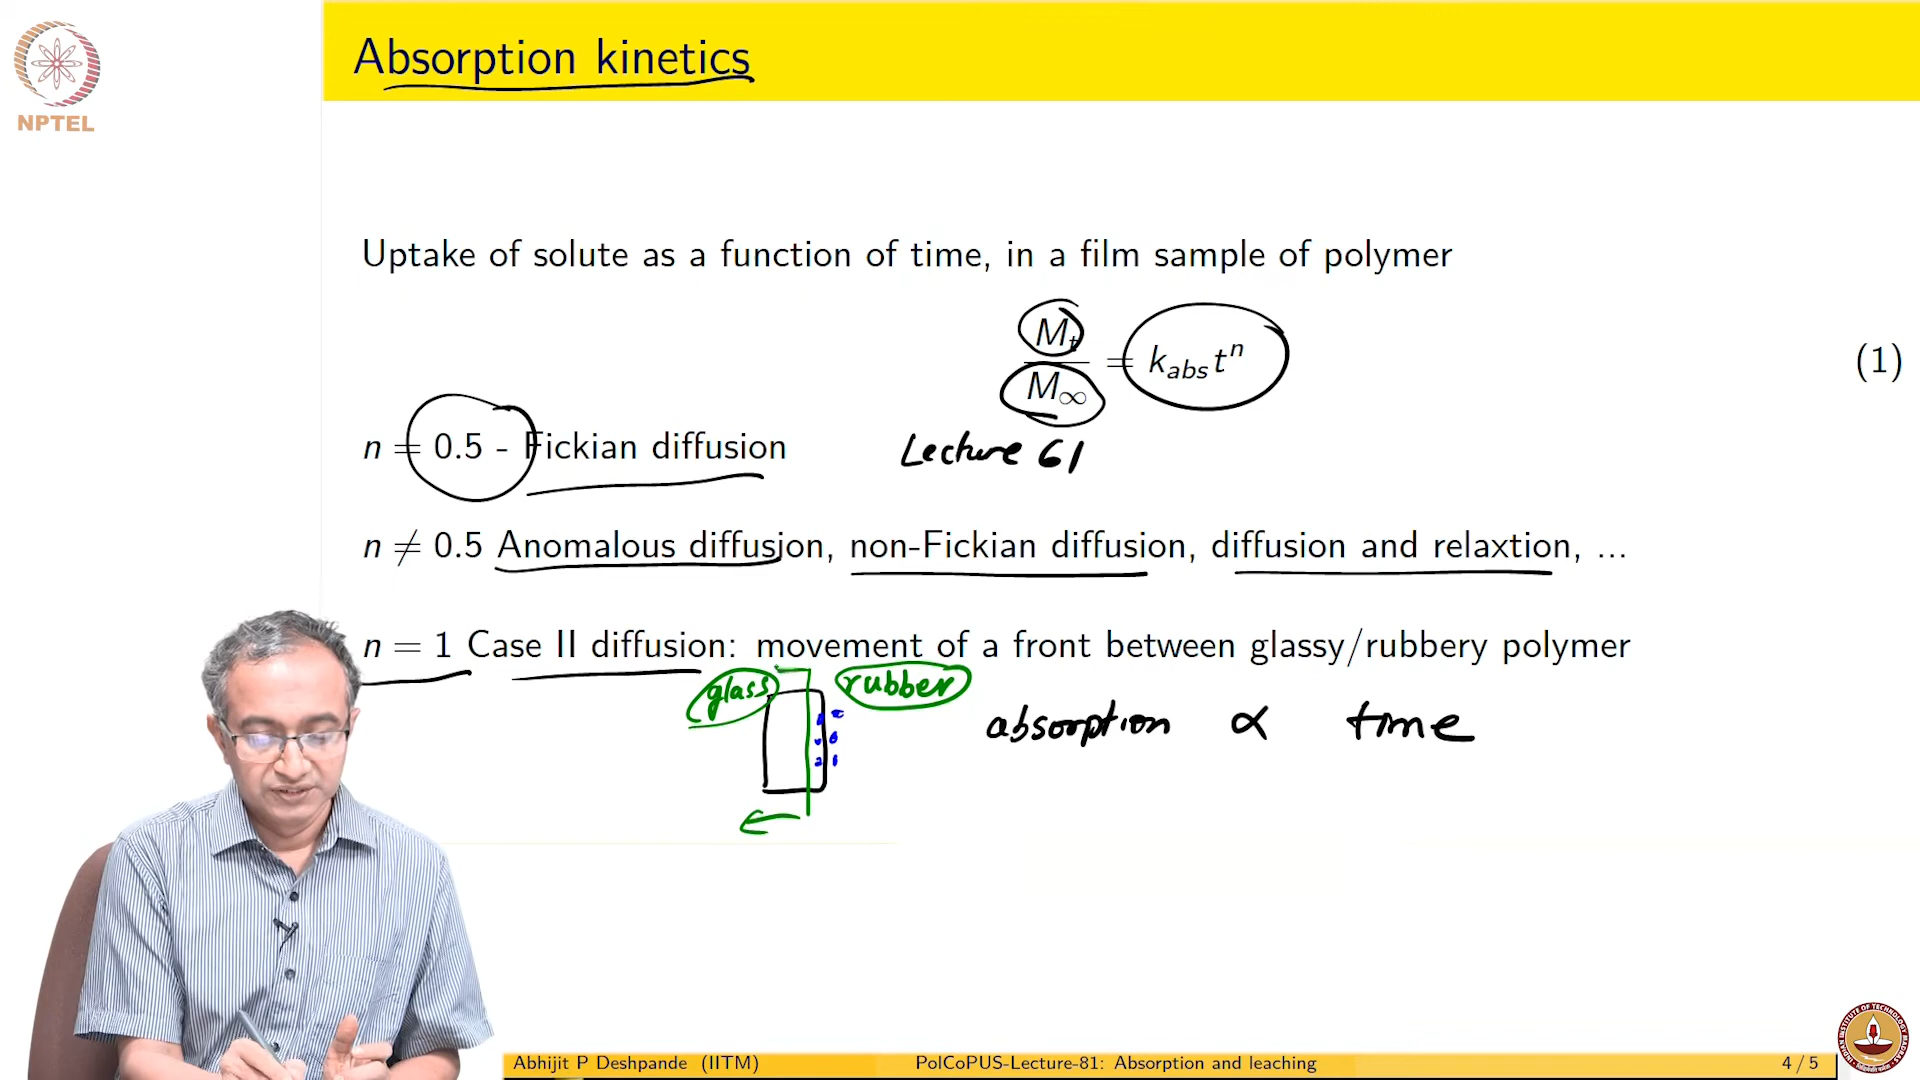 NPTEL
Absorption kinetics
Uptake of solute as a function of time, in a film sample of polymer
M_t / M_∞ = k_abs t^n (1)
n = 0.5 - Fickian diffusion Lecture 61
n ≠ 0.5 Anomalous diffusion, non-Fickian diffusion, diffusion and relaxtion, ...
n = 1 Case II diffusion: movement of a front between glassy/rubbery polymer
glass rubber
absorption ∝ time
Abhijit P Deshpande (IITM) PolCoPUS-Lecture-81: Absorption and leaching 4 / 5